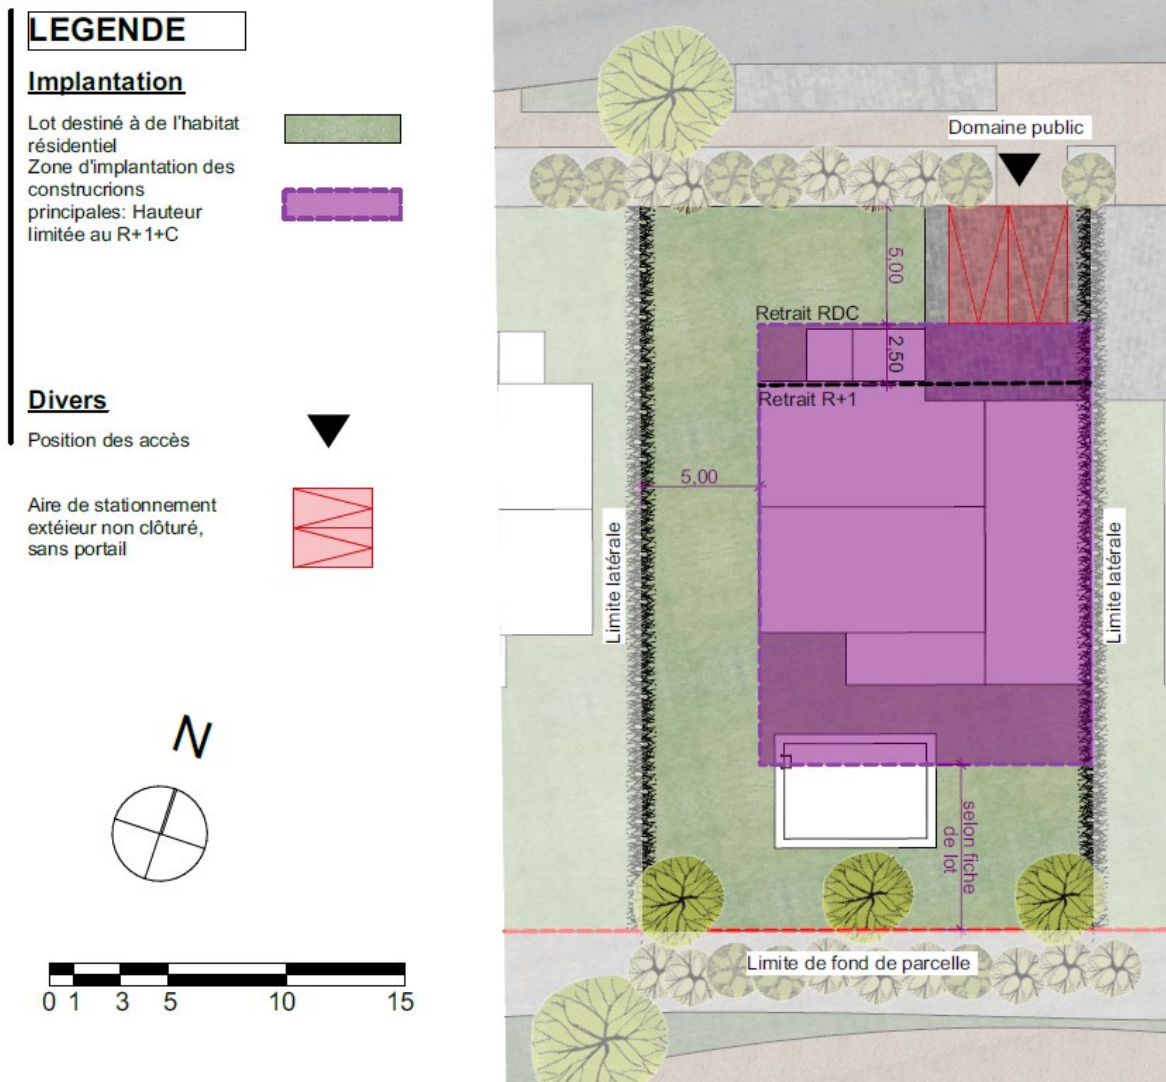 LEGENDE
Implantation
Lot destiné à de l'habitat
résidentiel
Zone d'implantation des
construcrions
principales: Hauteur
limitée au R+1+C
Divers
Position des accès
Aire de stationnement
extéieur non clôturé,
sans portail
N
0 1 3 5 10 15
Domaine public
5,00
Retrait RDC
2,50
Retrait R+1
5,00
Limite latérale
Limite latérale
selon fiche
de lot
Limite de fond de parcelle